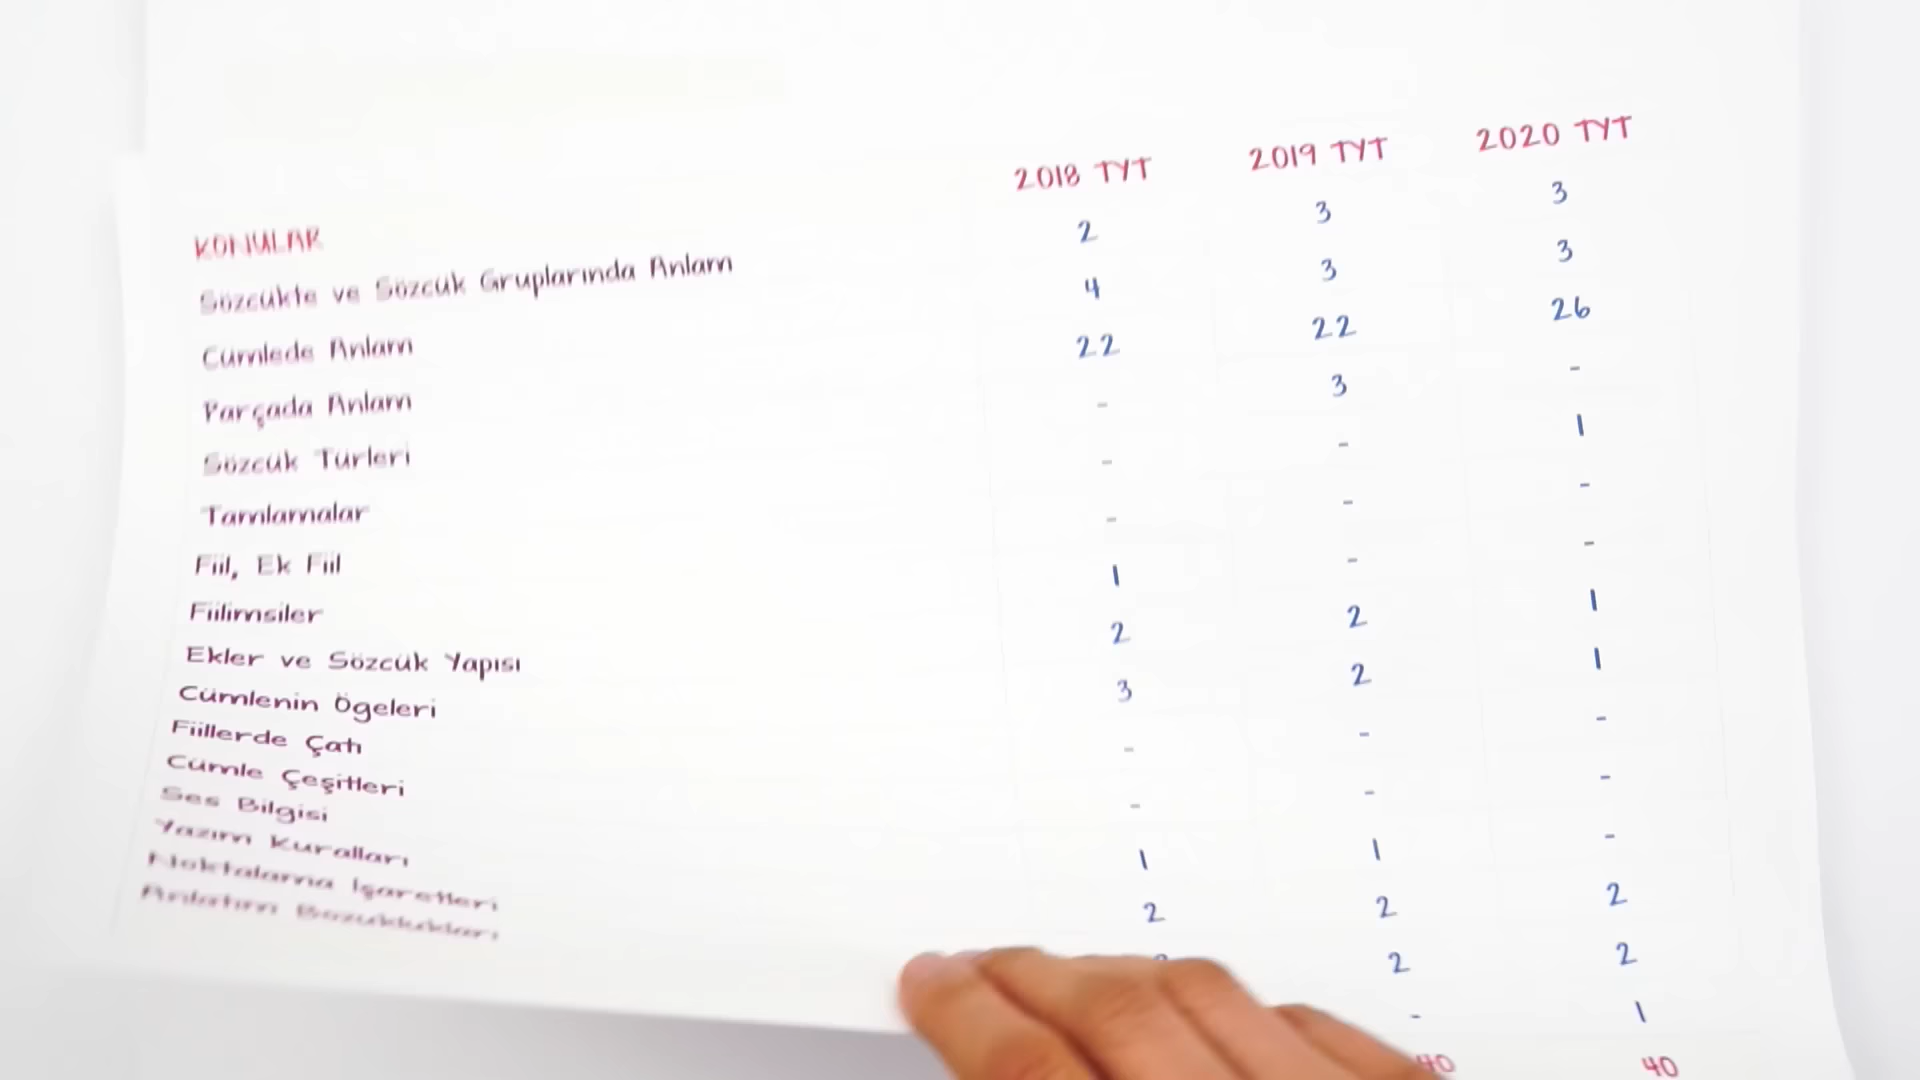 KONULAR 2018 TYT 2019 TYT 2020 TYT
Sözcükte ve Sözcük Gruplarında Anlam 2 3 3
Cümlede Anlam 4 3 3
Parçada Anlam 22 22 26
Sözcük Türleri - 3 -
Tamlamalar - - 1
Fiil, Ek Fiil - - -
Fiilimsiler 1 - -
Ekler ve Sözcük Yapısı 2 2 1
Cümlenin Ögeleri 3 2 1
Fiillerde Çatı - - -
Cümle Çeşitleri - - -
Ses Bilgisi 1 1 -
Yazım Kuralları 2 2 2
Noktalama İşaretleri 2 2
Anlatım Bozuklukları - 1
40 40